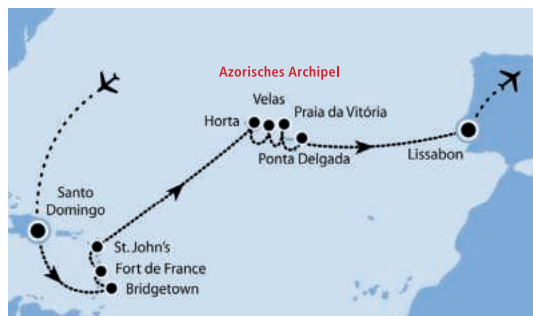 Azorisches Archipel
Velas
Horta
Praia da Vitória
Ponta Delgada
Lissabon
Santo
Domingo
St. John's
Fort de France
Bridgetown